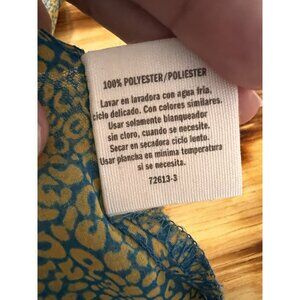 100% POLYESTER/POLIESTER
Lavar en lavadora con agua fria,
ciclo delicado. Con colores similares.
Usar solamente blanqueador
sin cloro, cuando se necesite.
Secar en secadora ciclo lento.
Usar plancha en minima temperatura
si se necesita.
72613-3